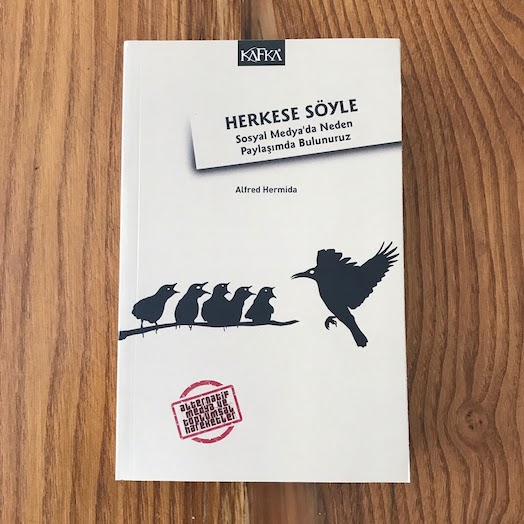 KAFKA
HERKESE SÖYLE
Sosyal Medya'da Neden
Paylaşımda Bulunuruz
Alfred Hermida
alternatif
medya ve
toplumsal
hareketler